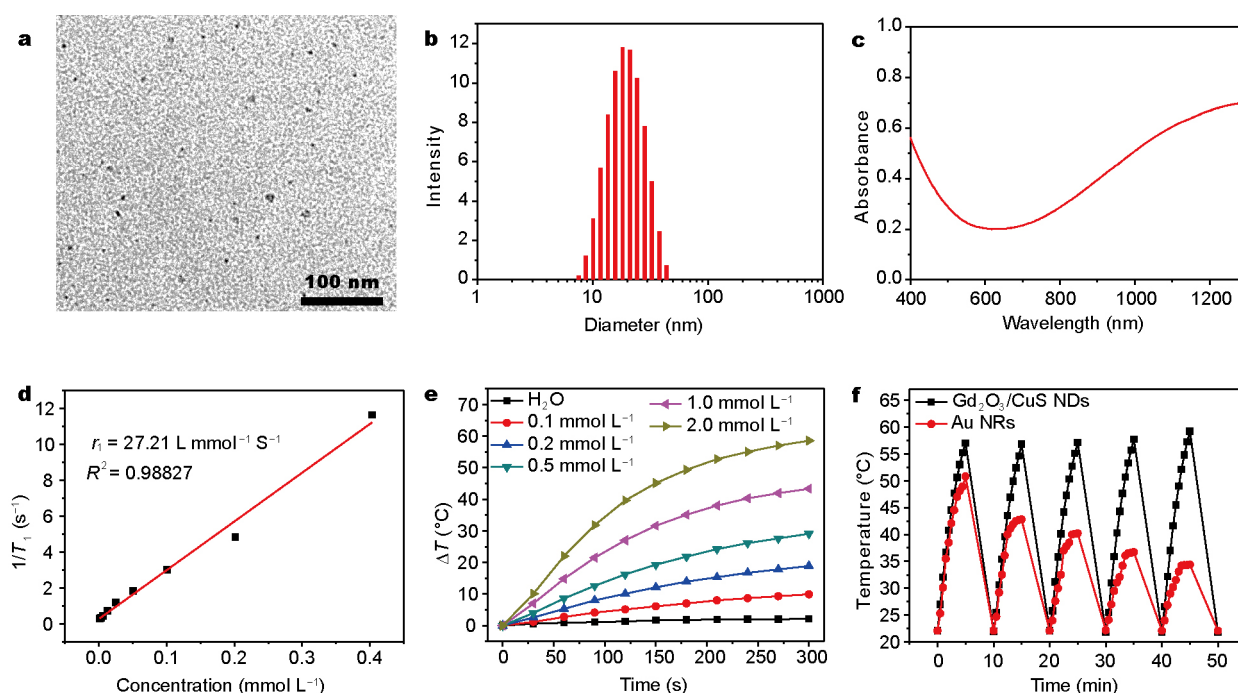 a
100 nm
b
12
10
8
6
4
2
0
Intensity
1
10
100
1000
Diameter (nm)
c
1.0
0.8
0.6
0.4
0.2
0.0
Absorbance
400
600
800
1000
1200
Wavelength (nm)
d
12
10
8
6
4
2
0
1/T₁ (s⁻¹)
r₁ = 27.21 L mmol⁻¹ S⁻¹
R² = 0.98827
0.0
0.1
0.2
0.3
0.4
Concentration (mmol L⁻¹)
e
70
60
50
40
30
20
10
0
ΔT (°C)
H₂O
0.1 mmol L⁻¹
0.2 mmol L⁻¹
0.5 mmol L⁻¹
1.0 mmol L⁻¹
2.0 mmol L⁻¹
0
50
100
150
200
250
300
Time (s)
f
65
60
55
50
45
40
35
30
25
20
Temperature (°C)
Gd₂O₃/CuS NDs
Au NRs
0
10
20
30
40
50
Time (min)